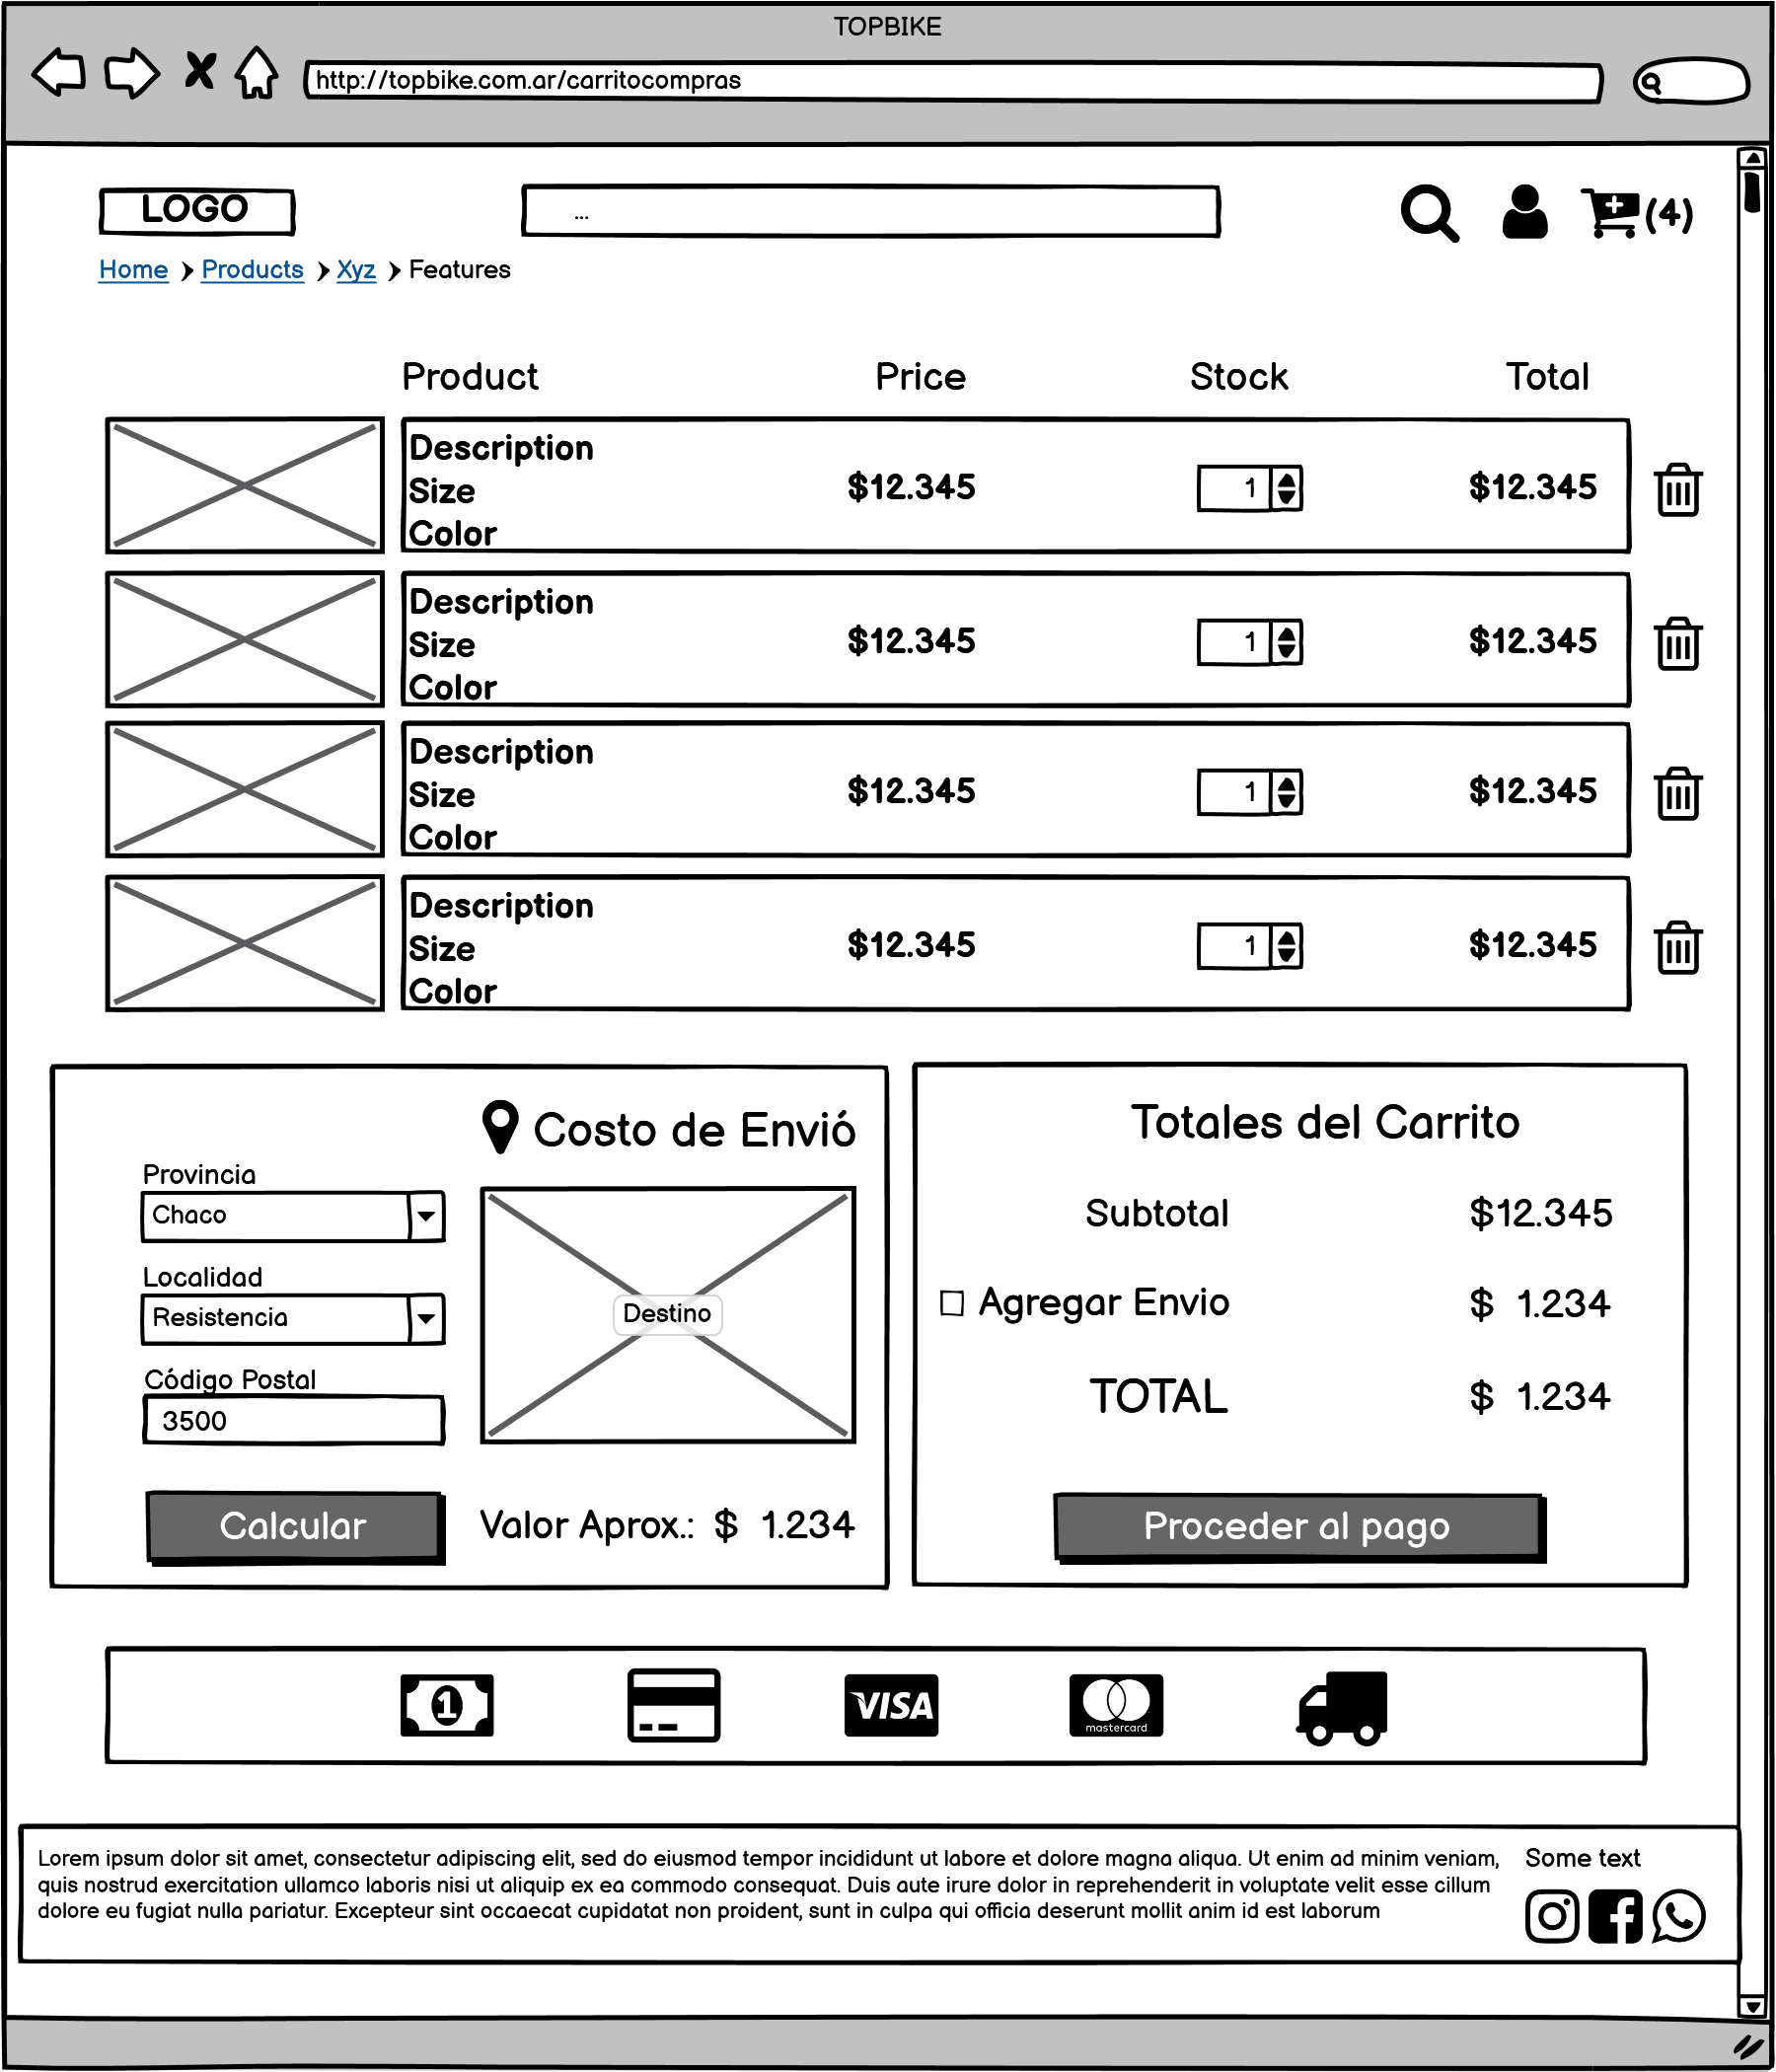 TOPBIKE
http://topbike.com.ar/carritocompras
LOGO
...
(4)
Home Products Xyz Features
Product Price Stock Total
Description
Size
Color
$12.345 1 $12.345
Description
Size
Color
$12.345 1 $12.345
Description
Size
Color
$12.345 1 $12.345
Description
Size
Color
$12.345 1 $12.345
Costo de Envió
Provincia
Chaco
Localidad
Resistencia
Código Postal
3500
Destino
Calcular
Valor Aprox.: $ 1.234
Totales del Carrito
Subtotal $12.345
Agregar Envio $ 1.234
TOTAL $ 1.234
Proceder al pago
1
VISA
mastercard
Lorem ipsum dolor sit amet, consectetur adipiscing elit, sed do eiusmod tempor incididunt ut labore et dolore magna aliqua. Ut enim ad minim veniam,
quis nostrud exercitation ullamco laboris nisi ut aliquip ex ea commodo consequat. Duis aute irure dolor in reprehenderit in voluptate velit esse cillum
dolore eu fugiat nulla pariatur. Excepteur sint occaecat cupidatat non proident, sunt in culpa qui officia deserunt mollit anim id est laborum
Some text